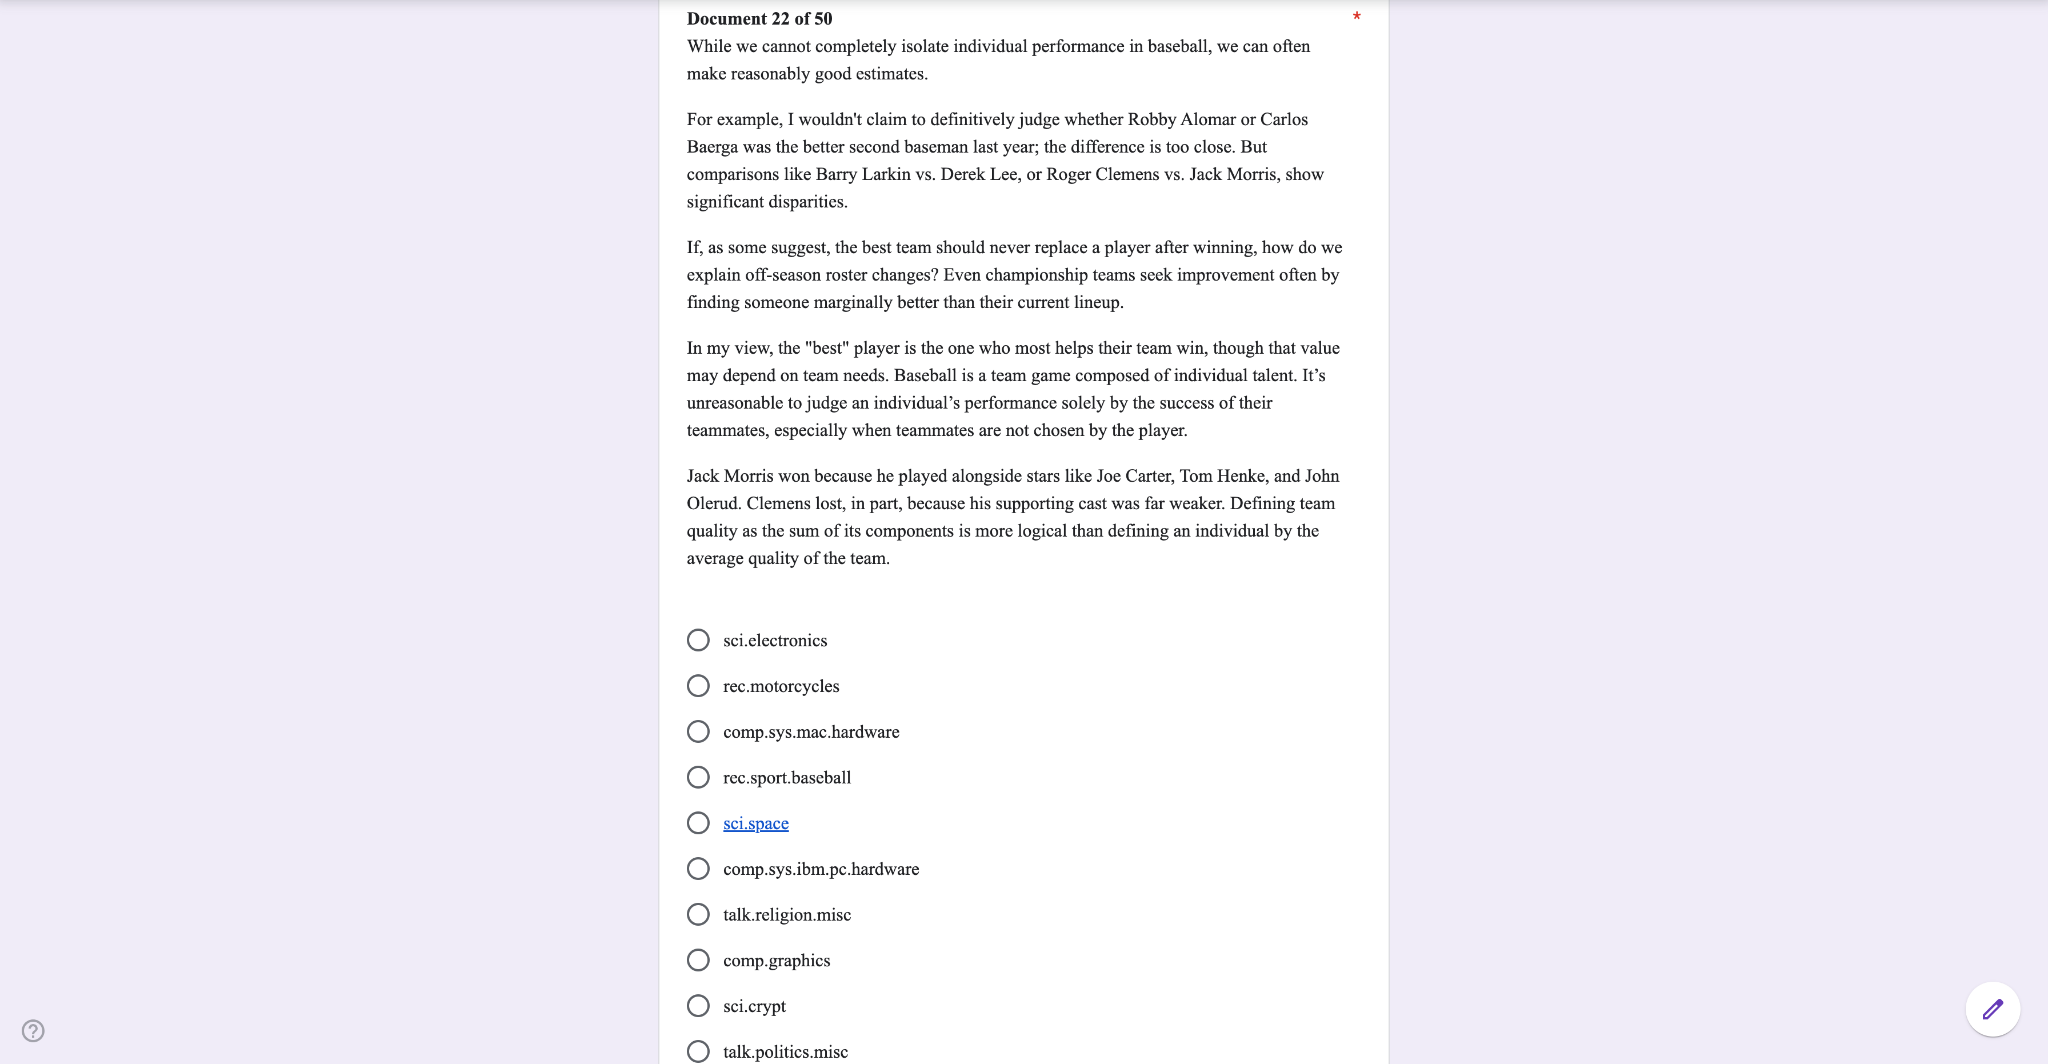 Document 22 of 50 *
While we cannot completely isolate individual performance in baseball, we can often
make reasonably good estimates.
For example, I wouldn't claim to definitively judge whether Robby Alomar or Carlos
Baerga was the better second baseman last year; the difference is too close. But
comparisons like Barry Larkin vs. Derek Lee, or Roger Clemens vs. Jack Morris, show
significant disparities.
If, as some suggest, the best team should never replace a player after winning, how do we
explain off-season roster changes? Even championship teams seek improvement often by
finding someone marginally better than their current lineup.
In my view, the "best" player is the one who most helps their team win, though that value
may depend on team needs. Baseball is a team game composed of individual talent. It’s
unreasonable to judge an individual’s performance solely by the success of their
teammates, especially when teammates are not chosen by the player.
Jack Morris won because he played alongside stars like Joe Carter, Tom Henke, and John
Olerud. Clemens lost, in part, because his supporting cast was far weaker. Defining team
quality as the sum of its components is more logical than defining an individual by the
average quality of the team.
sci.electronics
rec.motorcycles
comp.sys.mac.hardware
rec.sport.baseball
sci.space
comp.sys.ibm.pc.hardware
talk.religion.misc
comp.graphics
sci.crypt
talk.politics.misc